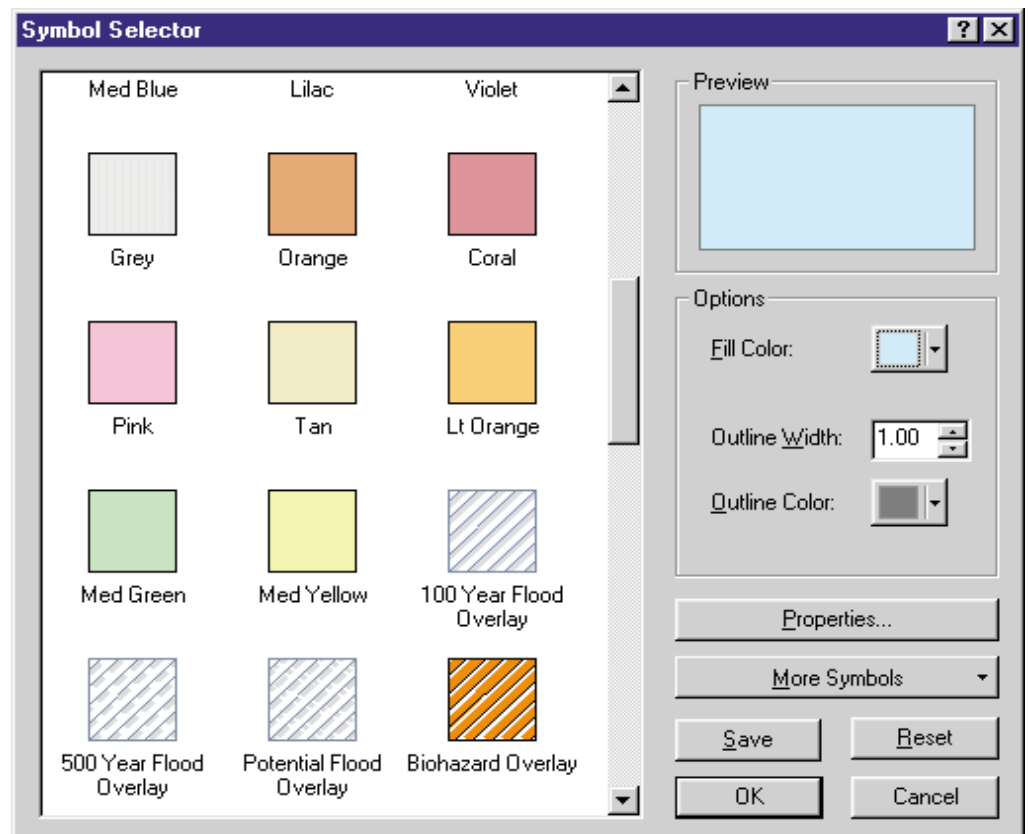 Symbol Selector
Med Blue Lilac Violet
Grey Orange Coral
Pink Tan Lt Orange
Med Green Med Yellow 100 Year Flood
Overlay
500 Year Flood Potential Flood Biohazard Overlay
Overlay Overlay
Preview
Options
Fill Color:
Outline Width: 1.00
Outline Color:
Properties...
More Symbols
Save Reset
OK Cancel